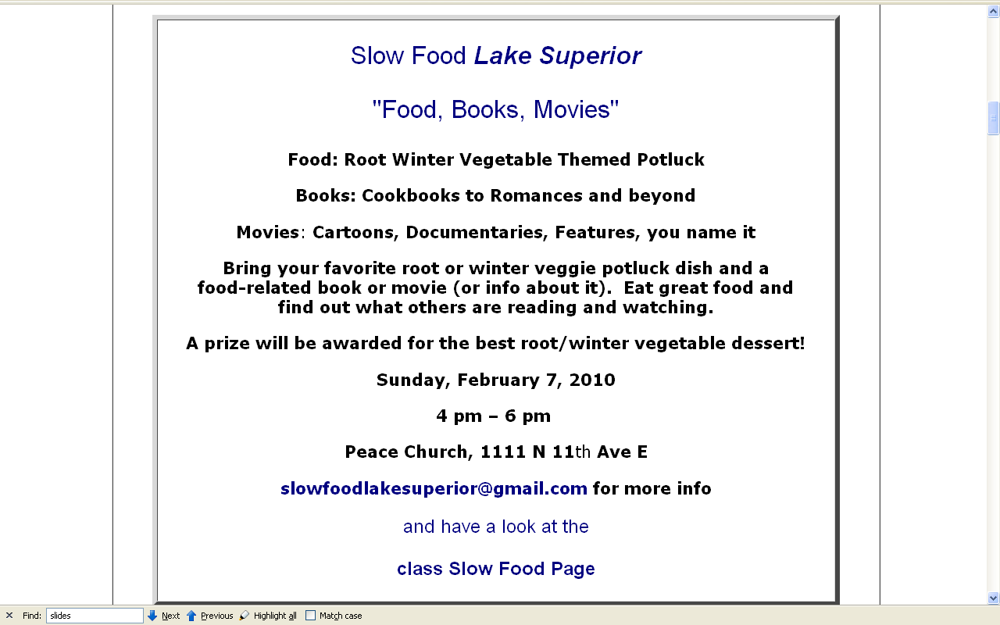 Slow Food Lake Superior
"Food, Books, Movies"
Food: Root Winter Vegetable Themed Potluck
Books: Cookbooks to Romances and beyond
Movies: Cartoons, Documentaries, Features, you name it
Bring your favorite root or winter veggie potluck dish and a
food-related book or movie (or info about it).  Eat great food and
find out what others are reading and watching.
A prize will be awarded for the best root/winter vegetable dessert!
Sunday, February 7, 2010
4 pm – 6 pm
Peace Church, 1111 N 11th Ave E
slowfoodlakesuperior@gmail.com for more info
and have a look at the
class Slow Food Page
Find: slides Next Previous Highlight all Match case